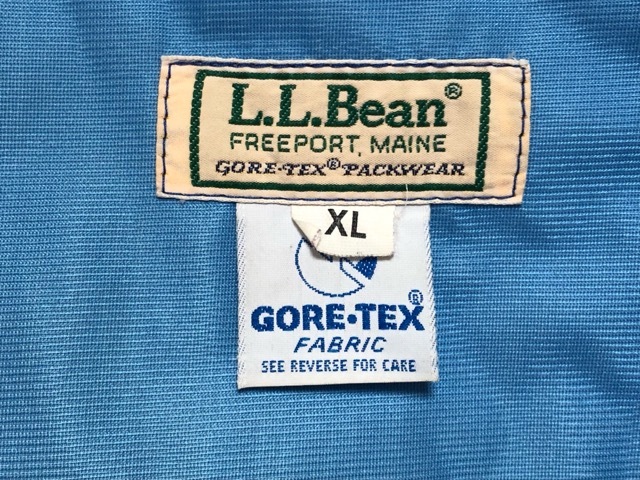 L.L.Bean®
FREEPORT, MAINE
GORE-TEX® PACKWEAR
XL
GORE-TEX®
FABRIC
SEE REVERSE FOR CARE